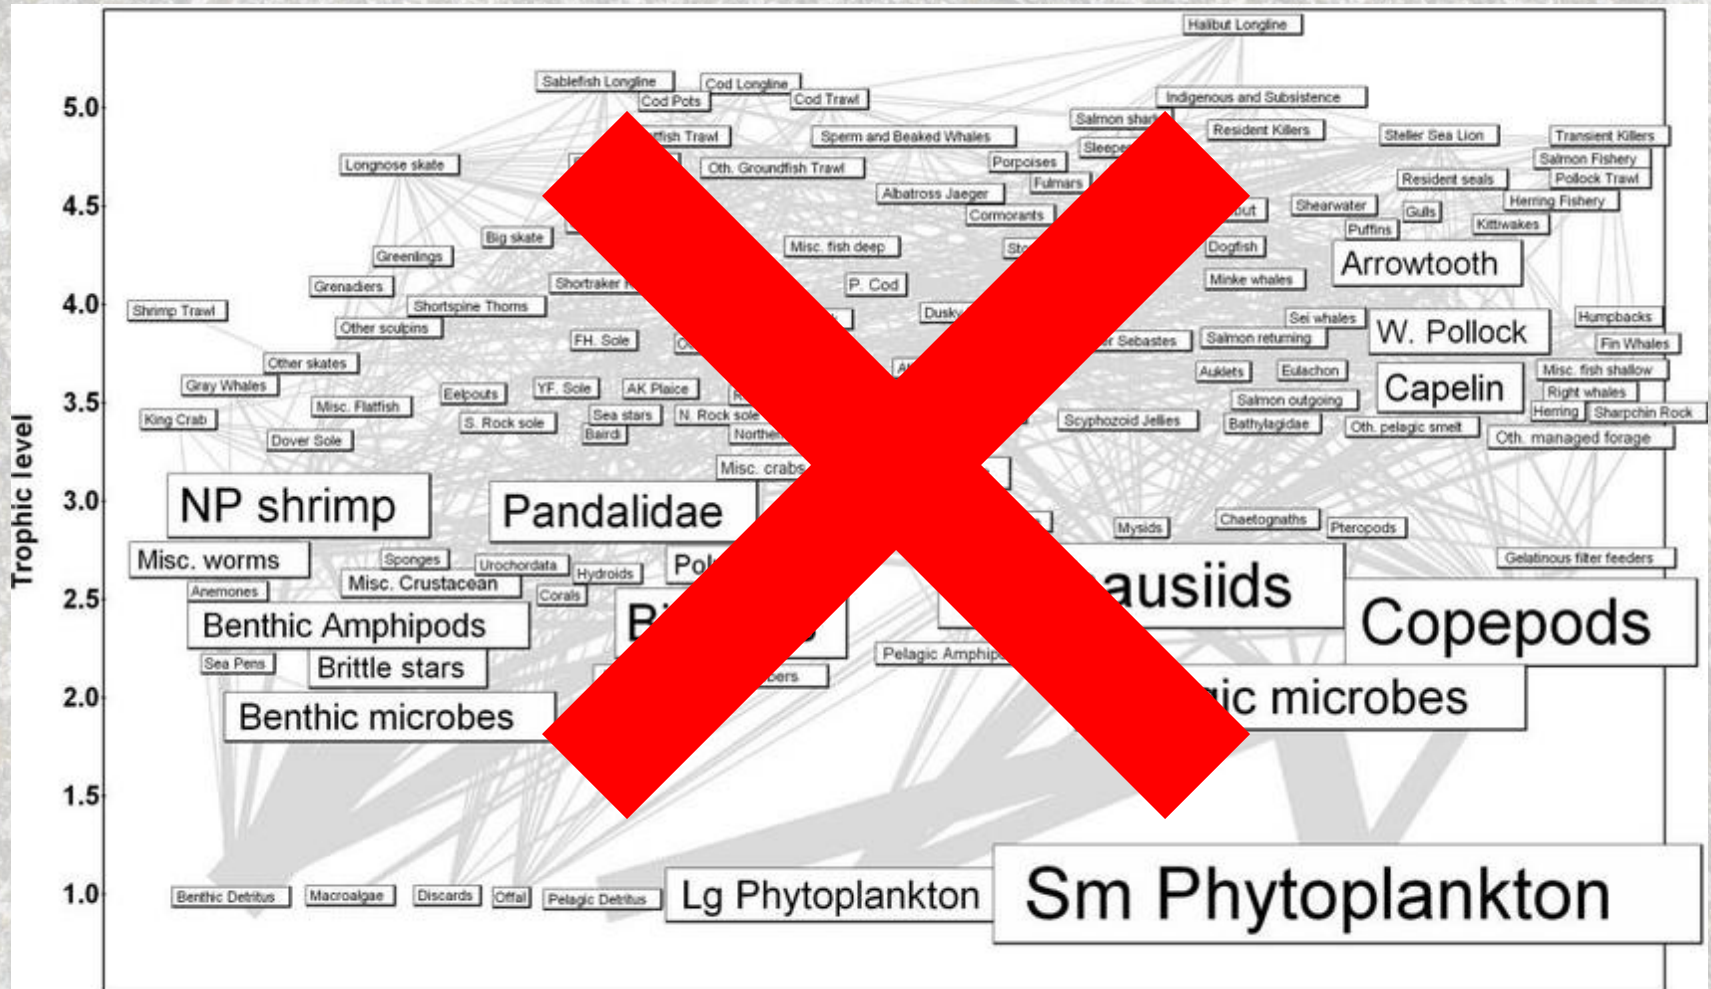 Halibut Longline
Sablefish Longline
Cod Longline
5.0
Cod Pots
Cod Trawl
Indigenous and Subsistence
Salmon shark
Resident Killers
Trawl
Sperm and Beaked Whales
Steller Sea Lion
Transient Killers
Longnose skate
Oth. Groundfish Trawl
Porpoises
Salmon Fishery
Fulmars
Resident seals
Pollock Trawl
4.5
Albatross Jaeger
Cormorants
Shearwater
Gulls
Herring Fishery
Big skate
Misc. fish deep
Dogfish
Puffins
Kittiwakes
Greenlings
Arrowtooth
Grenadiers
Shortraker
P. Cod
Minke whales
4.0
Shrimp Trawl
Shortspine Thorns
Dusky
Sei whales
Humpbacks
Other sculpins
W. Pollock
FH. Sole
Sebastes
Salmon returning
Fin Whales
Other skates
Gray Whales
Eelpouts
YF. Sole
AK Plaice
Auklets
Eulachon
Misc. fish shallow
Capelin
Right whales
3.5
Misc. Flatfish
Salmon outgoing
King Crab
S. Rock sole
Sea stars
N. Rock sole
Scyphozoid Jellies
Bathylagidae
Oth. pelagic smelt
Herring
Sharpchin Rock
Dover Sole
Bairdi
Northern
Oth. managed forage
Misc. crabs
3.0
NP shrimp
Pandalidae
Mysids
Chaetognaths
Pteropods
Misc. worms
Sponges
Urochordata
Hydroids
Gelatinous filter feeders
Trophic level
2.5
Anemones
Misc. Crustacean
Corals
Copepods
Benthic Amphipods
Sea Pens
Brittle stars
Pelagic
2.0
Benthic microbes
microbes
1.5
1.0
Benthic Detritus
Macroalgae
Discards
Offal
Pelagic Detritus
Lg Phytoplankton
Sm Phytoplankton